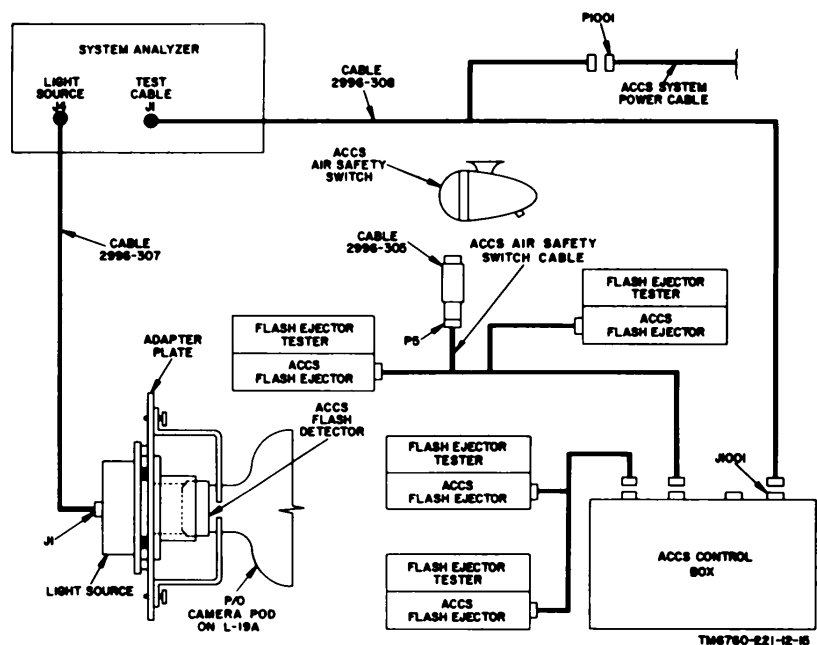 SYSTEM ANALYZER
LIGHT
SOURCE
J4
TEST
CABLE
J1
CABLE
2996-308
P1001
ACCS SYSTEM
POWER CABLE
ACCS
AIR SAFETY
SWITCH
CABLE
2996-307
CABLE
2996-305
ACCS AIR SAFETY
SWITCH CABLE
P5
FLASH EJECTOR
TESTER
ACCS
FLASH EJECTOR
FLASH EJECTOR
TESTER
ACCS
FLASH EJECTOR
ADAPTER
PLATE
ACCS
FLASH
DETECTOR
FLASH EJECTOR
TESTER
ACCS
FLASH EJECTOR
J1001
J1
LIGHT SOURCE
P/O
CAMERA POD
ON L-19A
FLASH EJECTOR
TESTER
ACCS
FLASH EJECTOR
ACCS CONTROL
BOX
TM6760-221-12-15